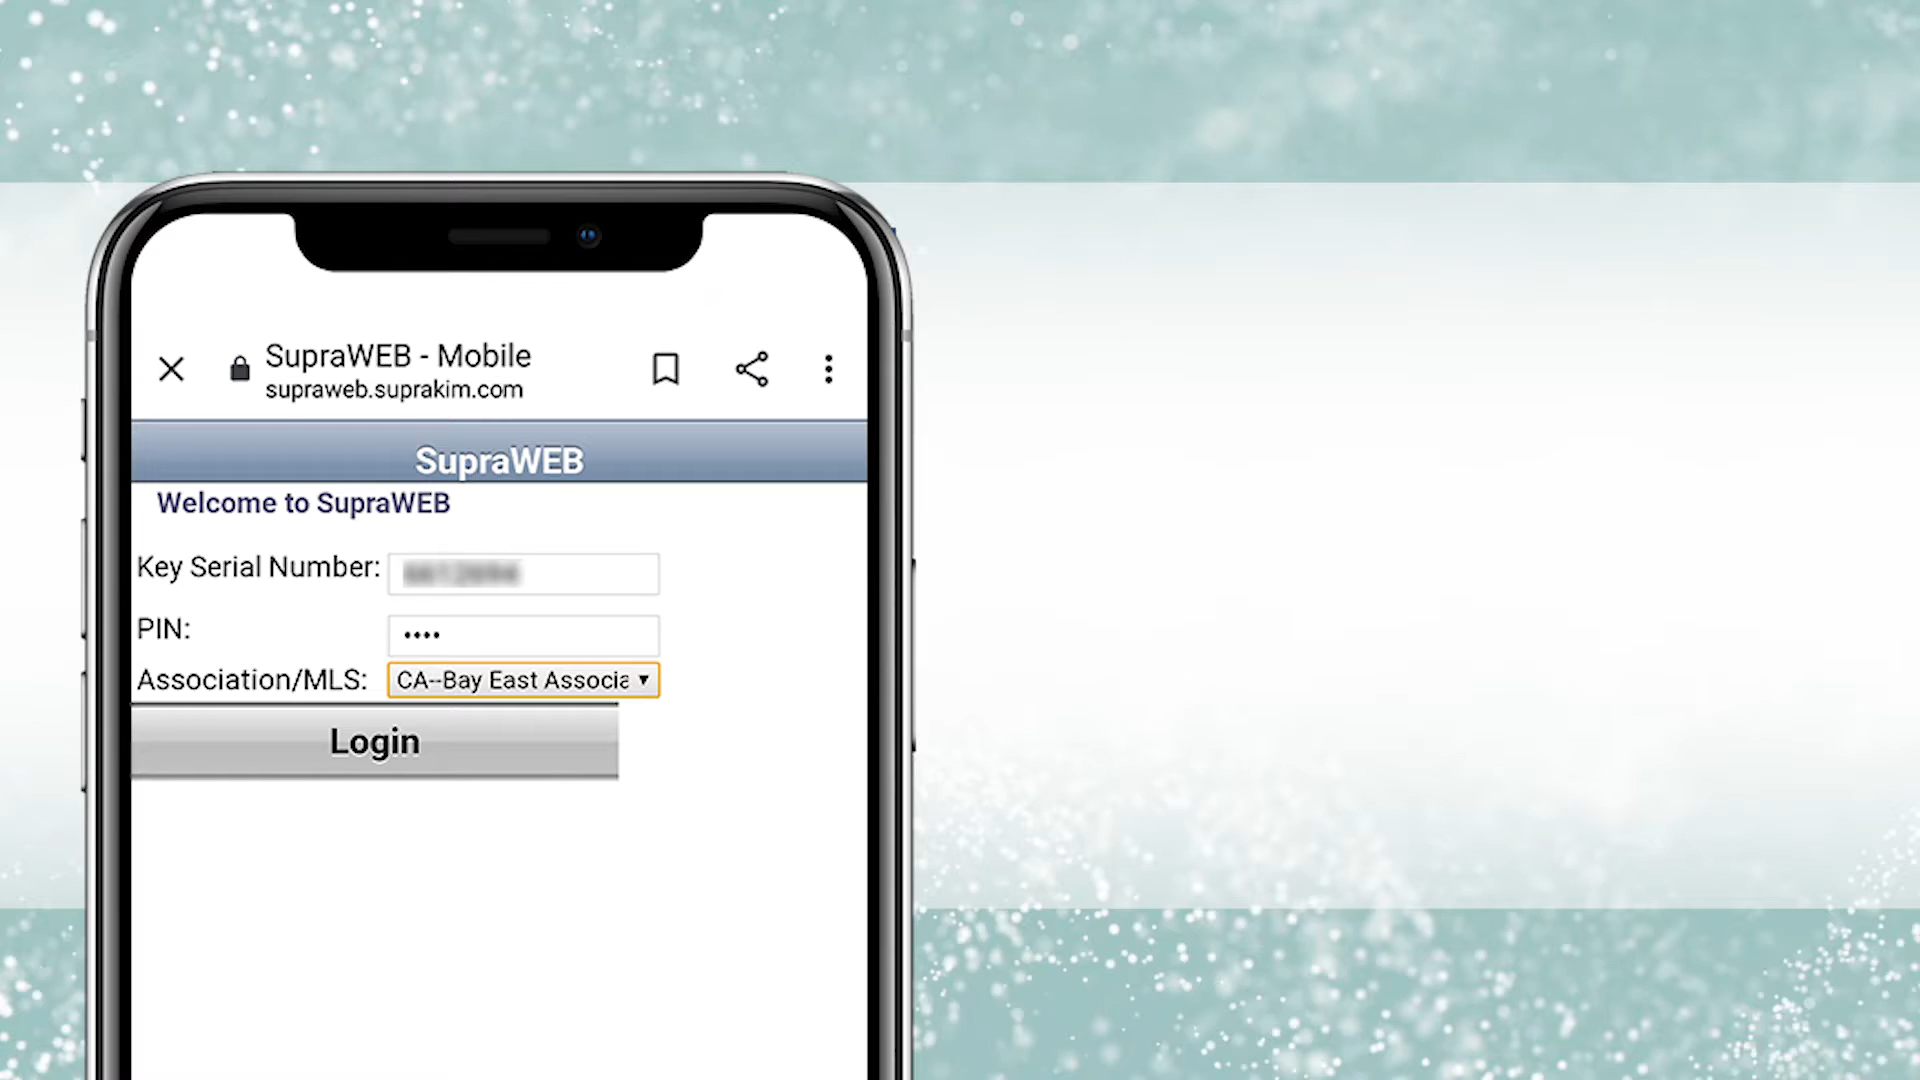 SupraWEB - Mobile
supraweb.suprakim.com
SupraWEB
Welcome to SupraWEB
Key Serial Number:
PIN: ••••
Association/MLS: CA--Bay East Associa
Login